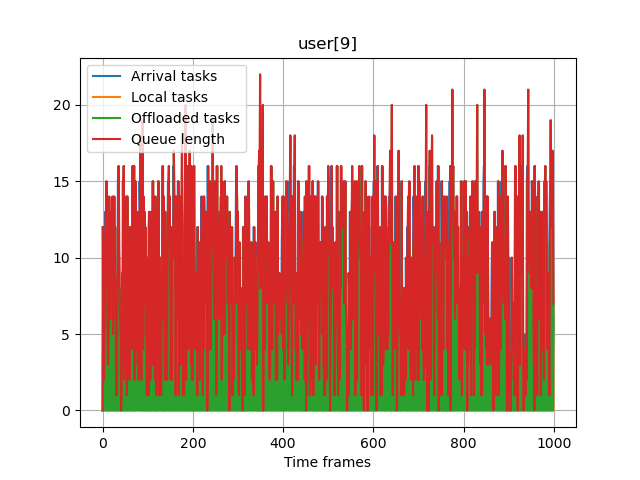 user[9]
Arrival tasks
Local tasks
Offloaded tasks
Queue length
20
15
10
5
0
0 200 400 600 800 1000
Time frames